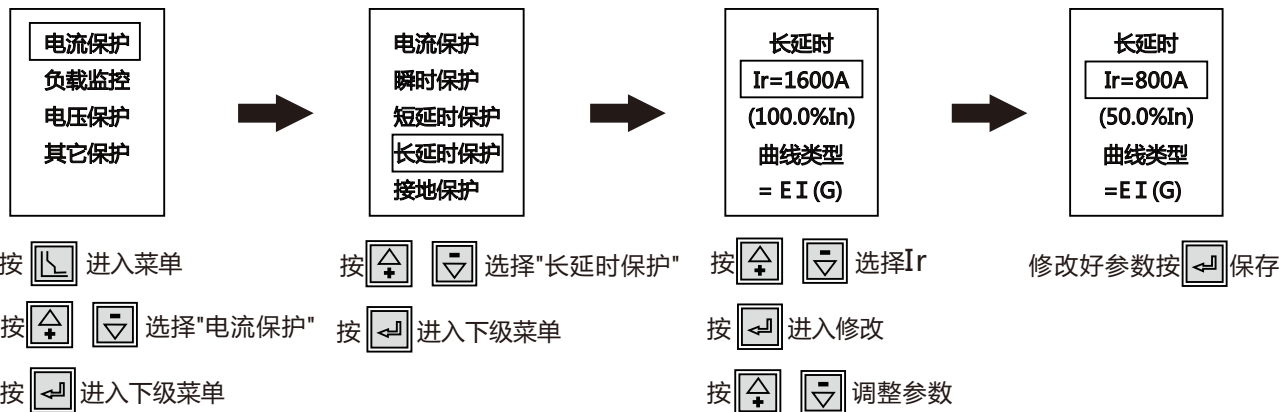 电流保护
负载监控
电压保护
其它保护
电流保护
瞬时保护
短延时保护
长延时保护
接地保护
长延时
Ir=1600A
(100.0%In)
曲线类型
= E I (G)
长延时
Ir=800A
(50.0%In)
曲线类型
=E I (G)
按 进入菜单
按 选择"电流保护"
按 进入下级菜单
按 选择"长延时保护"
按 进入下级菜单
按 选择Ir
按 进入修改
按 调整参数
修改好参数按 保存